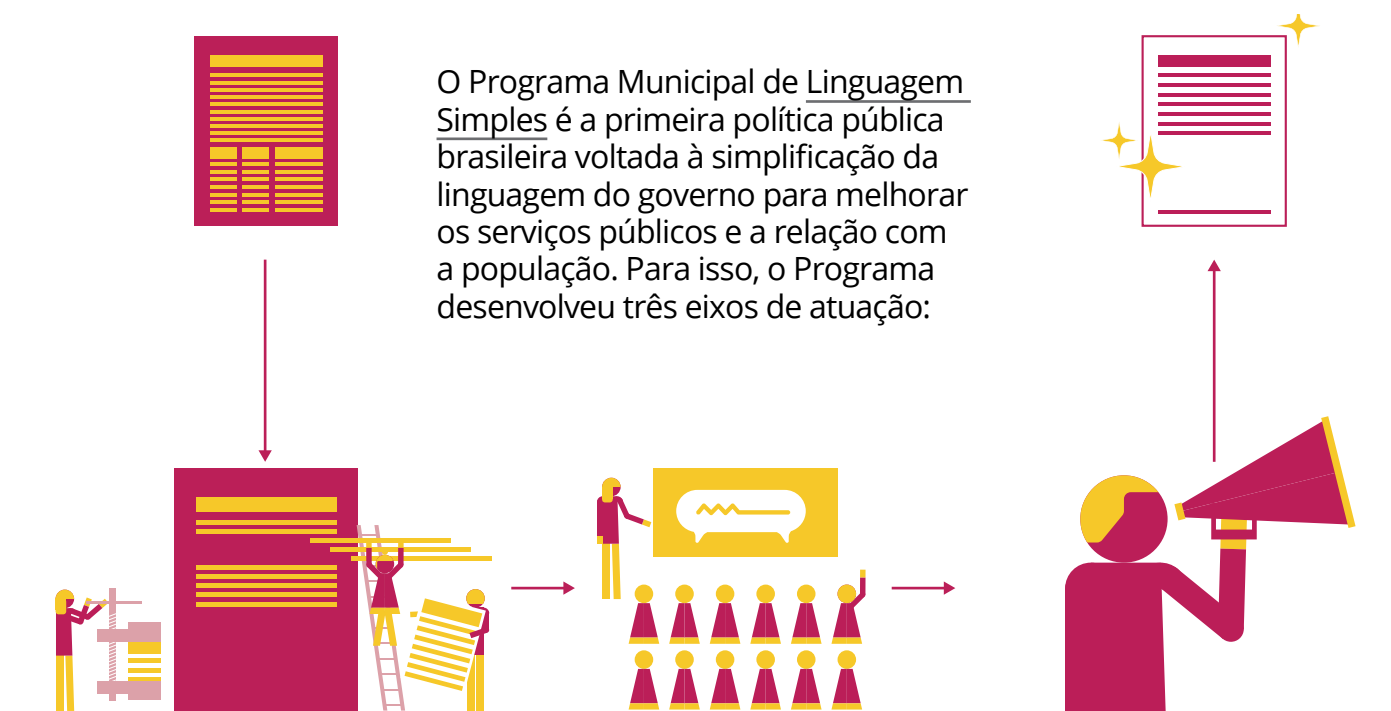 O Programa Municipal de Linguagem
Simples é a primeira política pública
brasileira voltada à simplificação da
linguagem do governo para melhorar
os serviços públicos e a relação com
a população. Para isso, o Programa
desenvolveu três eixos de atuação: